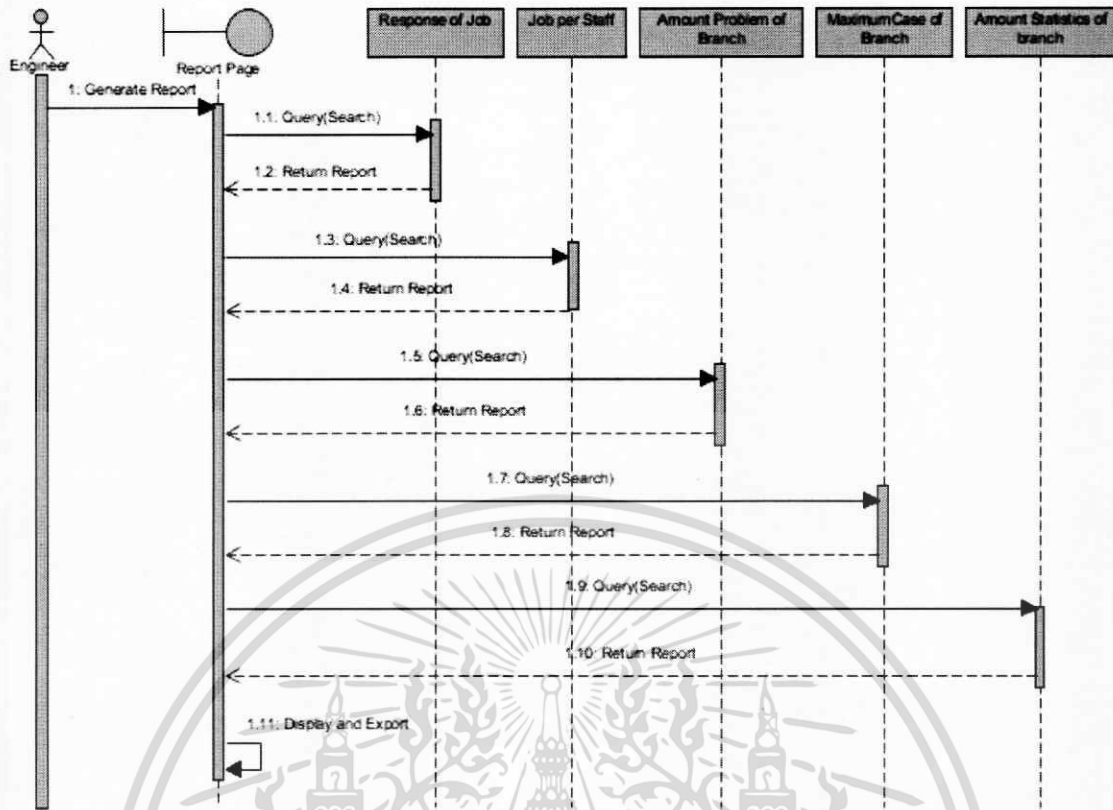 Response of Job
Job per Staff
Amount Problem of
Branch
Maximum Case of
Branch
Amount Statistics of
branch
Engineer
Report Page
1: Generate Report
1.1: Query(Search)
1.2: Return Report
1.3: Query(Search)
1.4: Return Report
1.5: Query(Search)
1.6: Return Report
1.7: Query(Search)
1.8: Return Report
1.9: Query(Search)
1.10: Return Report
1.11: Display and Export